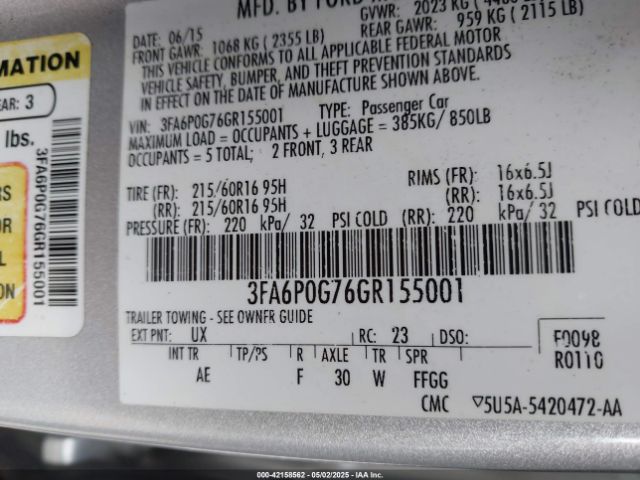 MFG. BY FORD
DATE: 06/15
GVWR: 2023 KG
FRONT GAWR: 1068 KG ( 2355 LB)
REAR GAWR: 959 KG ( 2115 LB)
THIS VEHICLE CONFORMS TO ALL APPLICABLE FEDERAL MOTOR
VEHICLE SAFETY, BUMPER, AND THEFT PREVENTION STANDARDS
IN EFFECT ON THE DATE OF MANUFACTURE SHOWN ABOVE.
VIN: 3FA6P0G76GR155001
TYPE: Passenger Car
MAXIMUM LOAD = OCCUPANTS + LUGGAGE = 385KG/ 850LB
OCCUPANTS = 5 TOTAL; 2 FRONT, 3 REAR
TIRE (FR): 215/60R16 95H
RIMS (FR): 16x6.5J
(RR): 215/60R16 95H
(RR): 16x6.5J
PRESSURE (FR): 220 kPa/ 32 PSI COLD (RR): 220 kPa/ 32 PSI COLD
3FA6P0G76GR155001
TRAILER TOWING - SEE OWNER GUIDE
EXT PNT: UX
RC: 23
DSO:
F0098
R0110
INT TR TP/PS R AXLE TR SPR
AE F 30 W FFGG
CMC ▽5U5A-5420472-AA
MATION
EAR: 3
lbs.
3FA6P0G76GR155001
RS
OR
L
ION
000-42158562 05/02/2025 IAA Inc.